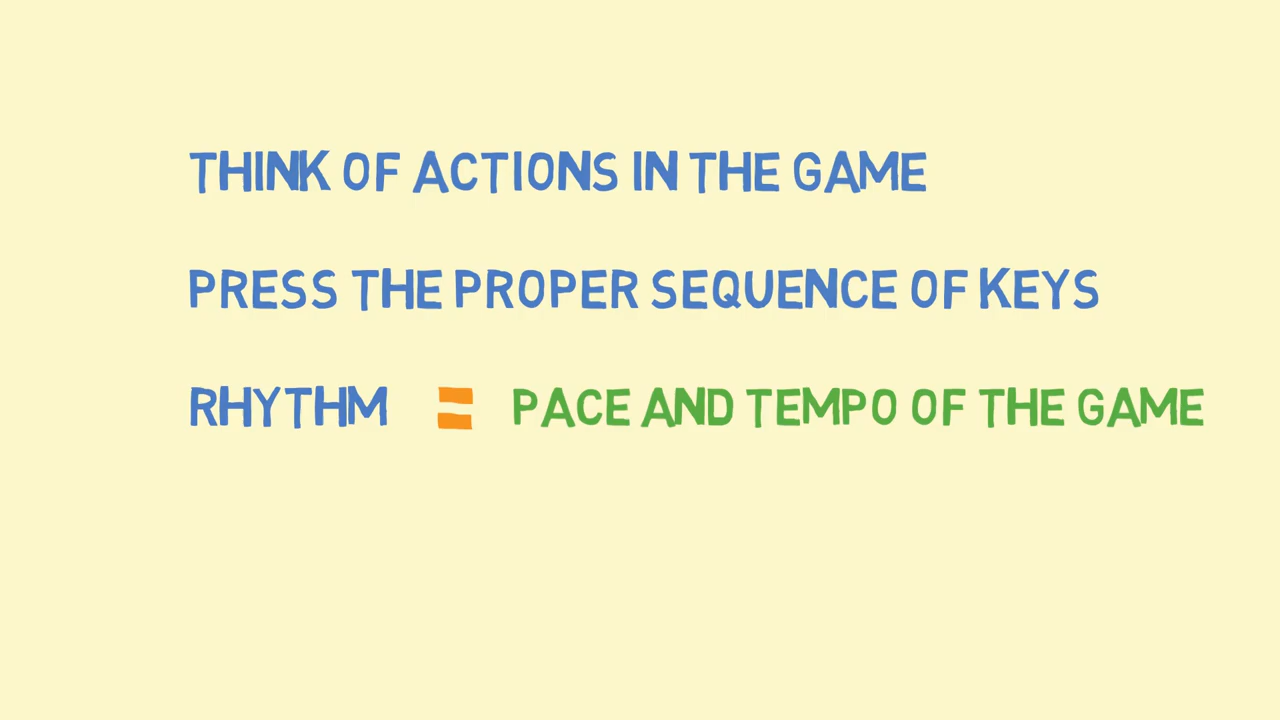 THINK OF ACTIONS IN THE GAME
PRESS THE PROPER SEQUENCE OF KEYS
RHYTHM = PACE AND TEMPO OF THE GAME